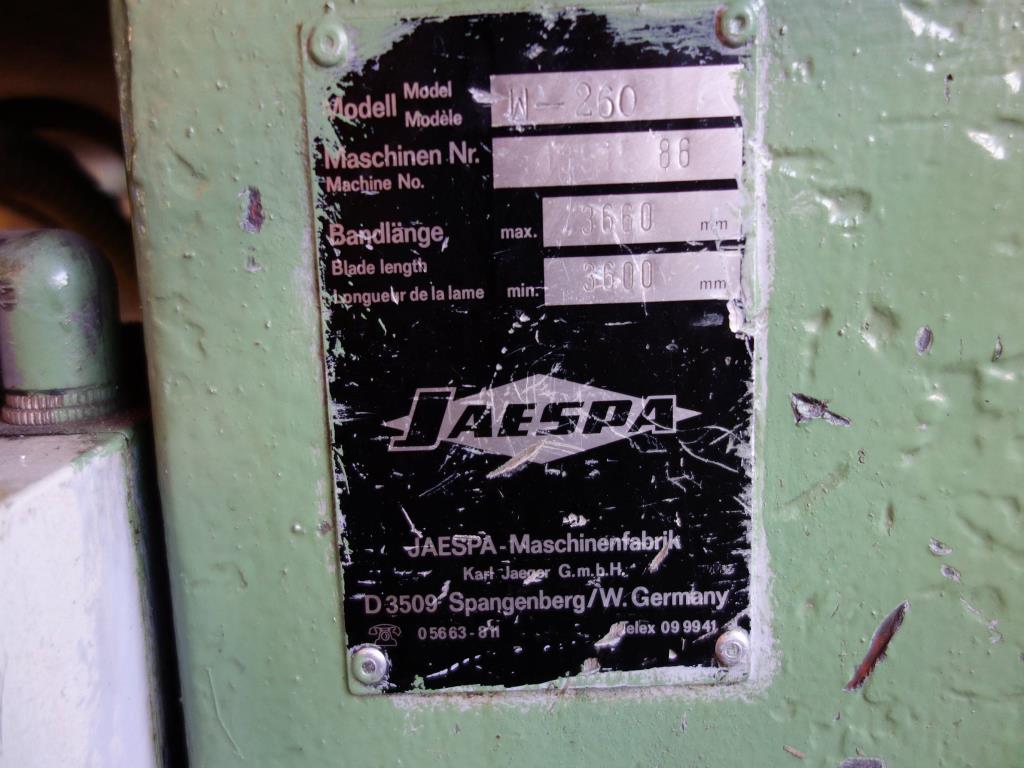 Modell Model Modèle W-260
Maschinen Nr. 86
Machine No.
Bandlänge max. 3660 mm
Blade length
Longueur de la lame min. 3600 mm
JAESPA
JAESPA-Maschinenfabrik
Karl Jaeger G.m.b.H.
D 3509 Spangenberg/W. Germany
05663-811 Telex 09 9941